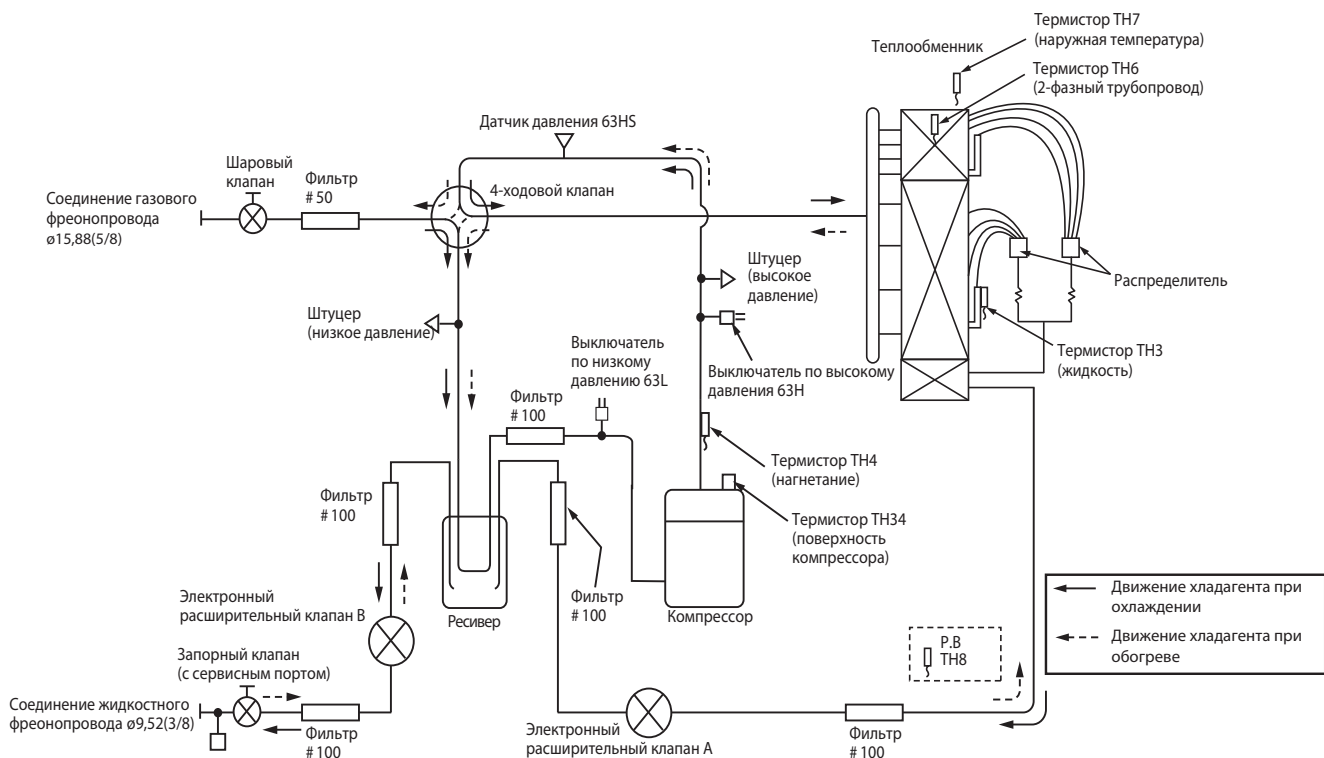 Термистор TH7
(наружная температура)
Теплообменник
Термистор TH6
(2-фазный трубопровод)
Датчик давления 63HS
Шаровый
клапан
Фильтр
# 50
4-ходовой клапан
Соединение газового
фреонопровода
ø15,88(5/8)
Штуцер
(высокое
давление)
Распределитель
Штуцер
(низкое давление)
Выключатель
по низкому
давлению 63L
Выключатель по высокому
давления 63H
Термистор TH3
(жидкость)
Фильтр
# 100
Термистор TH4
(нагнетание)
Фильтр
# 100
Термистор TH34
(поверхность
компрессора)
Фильтр
# 100
Электронный
расширительный клапан B
Ресивер
Компрессор
Движение хладагента при
охлаждении
Движение хладагента при
обогреве
P.B
TH8
Запорный клапан
(с сервисным портом)
Соединение жидкостного
фреонопровода ø9,52(3/8)
Фильтр
# 100
Электронный
расширительный клапан A
Фильтр
# 100